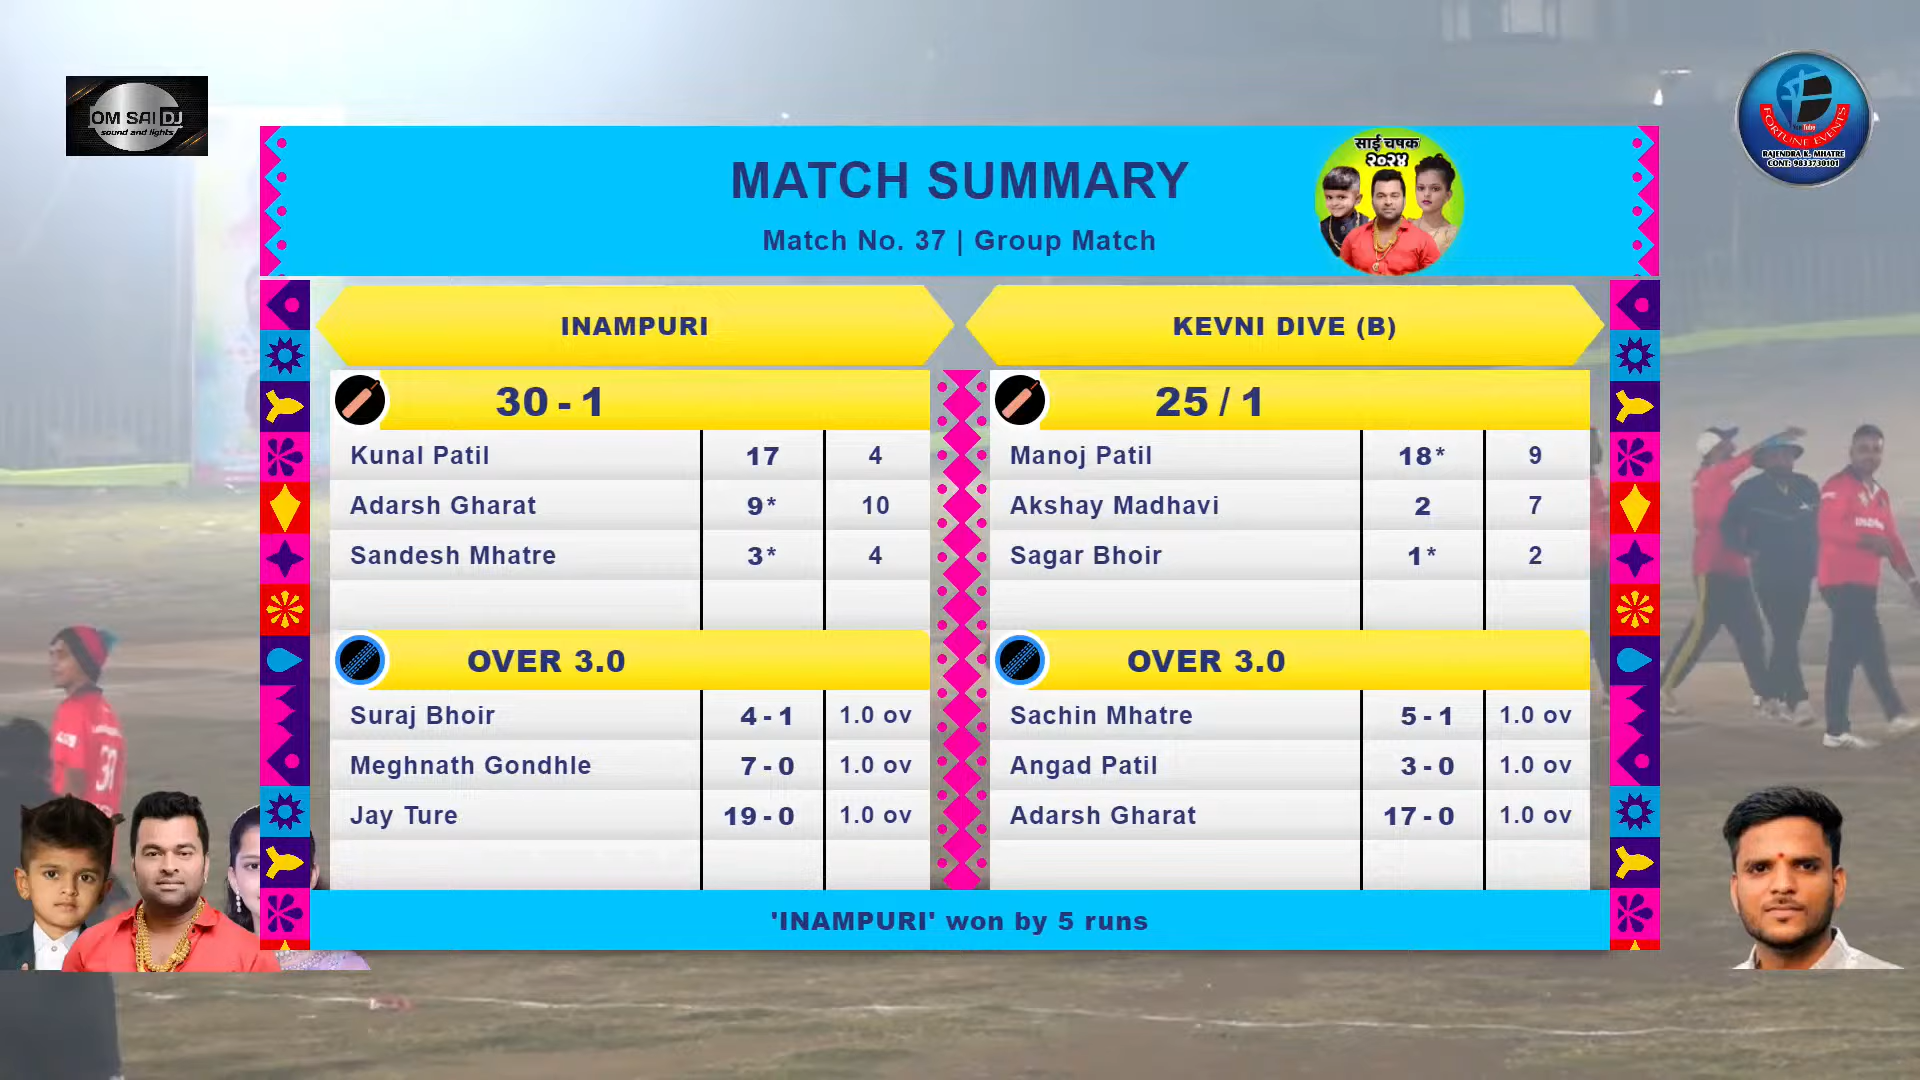 OM SAI DJ
sound and lights
MATCH SUMMARY
Match No. 37 | Group Match
साई चषक
२०२४
FORTUNE EVENTS
RAJENDRA K. MHATRE
CONT: 9833730101
INAMPURI
30 - 1
Kunal Patil 17 4
Adarsh Gharat 9* 10
Sandesh Mhatre 3* 4
OVER 3.0
Suraj Bhoir 4 - 1 1.0 ov
Meghnath Gondhle 7 - 0 1.0 ov
Jay Ture 19 - 0 1.0 ov
KEVNI DIVE (B)
25 / 1
Manoj Patil 18* 9
Akshay Madhavi 2 7
Sagar Bhoir 1* 2
OVER 3.0
Sachin Mhatre 5 - 1 1.0 ov
Angad Patil 3 - 0 1.0 ov
Adarsh Gharat 17 - 0 1.0 ov
'INAMPURI' won by 5 runs